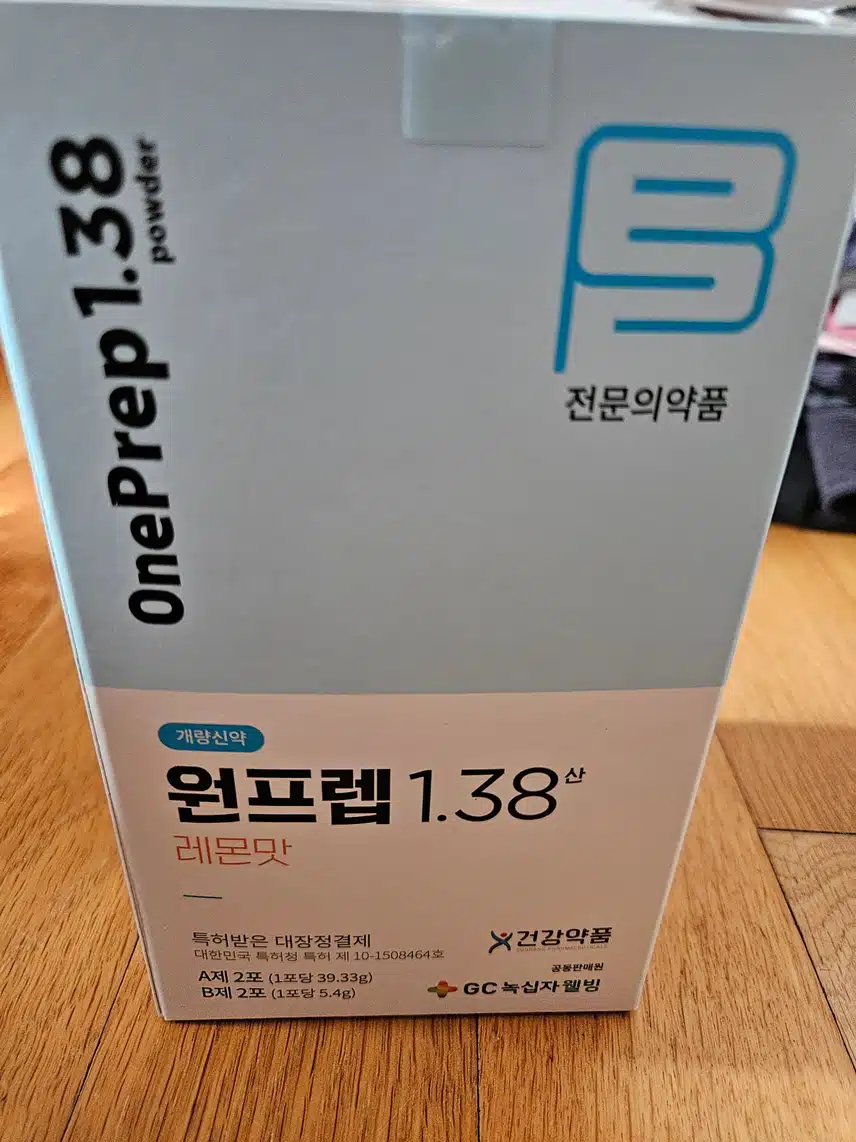 OnePrep 1.38
powder
전문의약품
개량신약
원프렙 1.38산
레몬맛
특허받은 대장정결제
대한민국 특허청 특허 제 10-1508464호
A제 2포 (1포당 39.33g)
B제 2포 (1포당 5.4g)
건강약품
공동판매원
GC 녹십자 웰빙